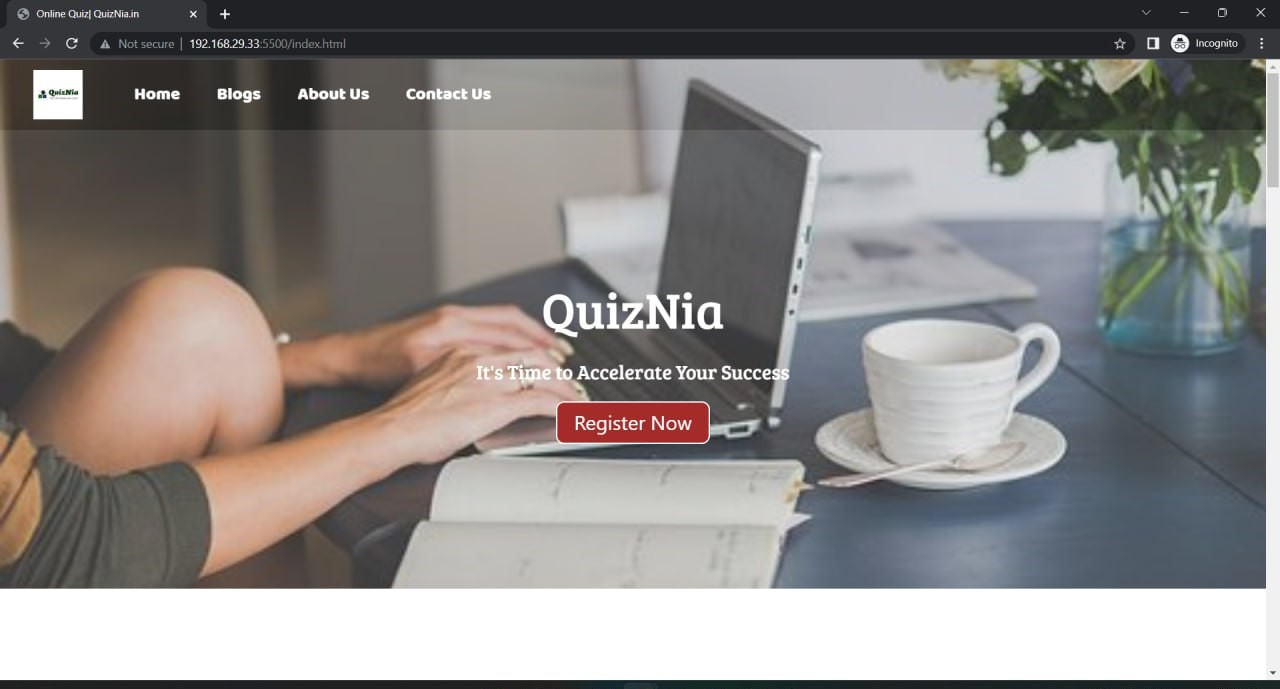 Online Quiz| QuizNia.in
Not secure
192.168.29.33:5500/index.html
Incognito
QuizNia
Home
Blogs
About Us
Contact Us
QuizNia
It's Time to Accelerate Your Success
Register Now